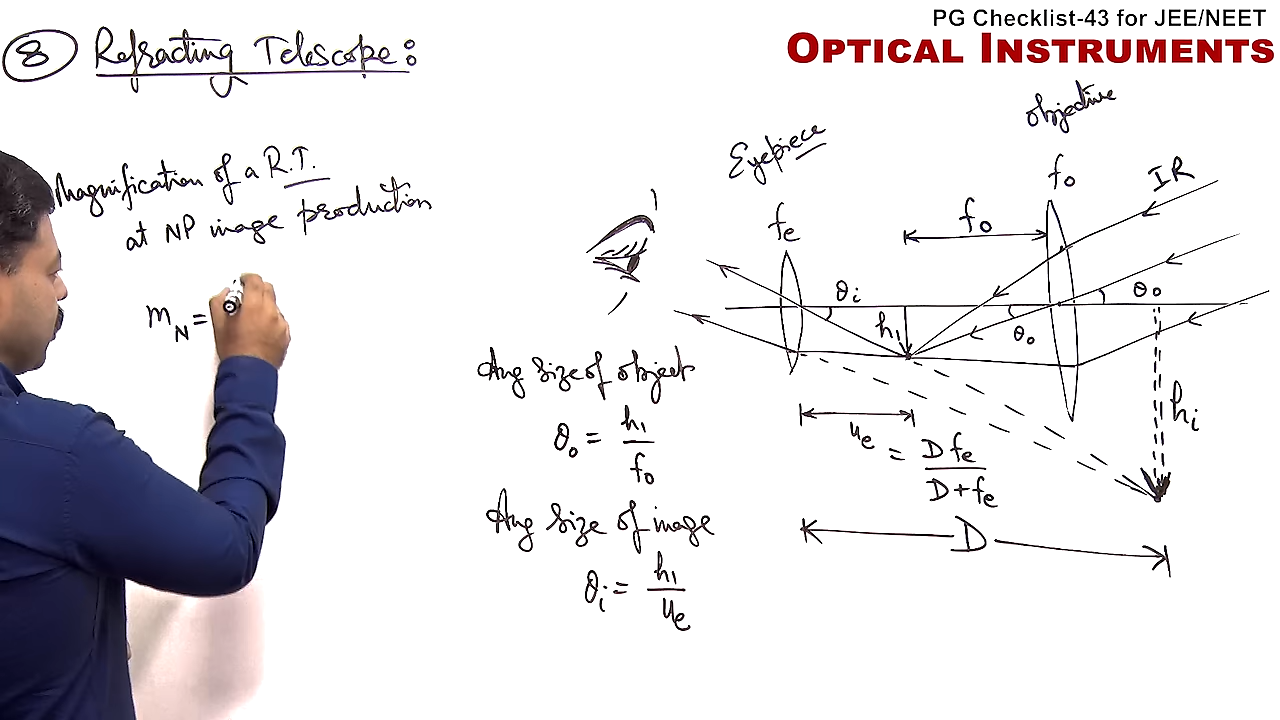 PG Checklist-43 for JEE/NEET
OPTICAL INSTRUMENTS
8 Refracting Telescope:
Magnification of a R.T.
at NP image production
m_N =
Eyepiece
objective
f_e
f_o
f_o
IR
θ_i
h_1
θ_o
θ_o
h_i
u_e = D f_e / D + f_e
D
Ang size of object
θ_o = h_1 / f_o
Ang size of image
θ_i = h_1 / u_e